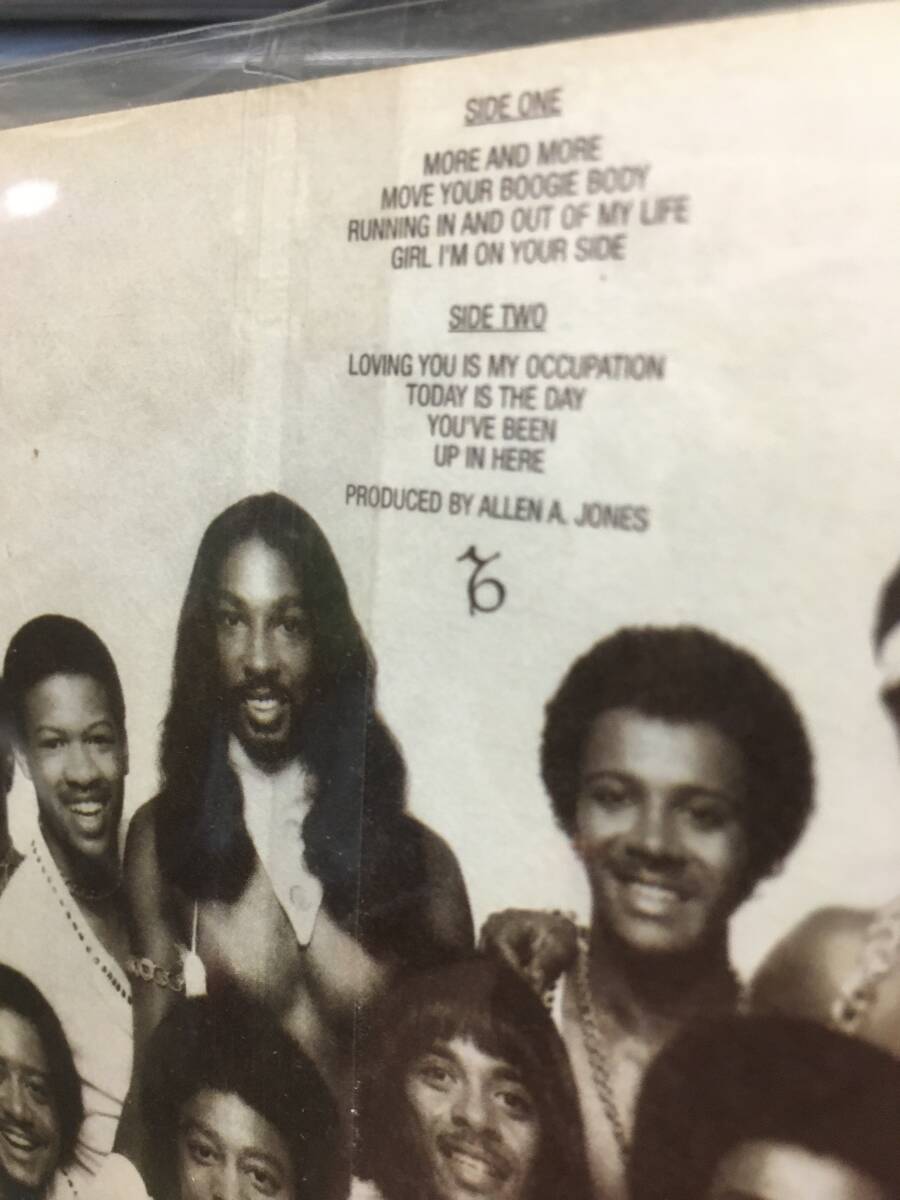 SIDE ONE
MORE AND MORE
MOVE YOUR BOOGIE BODY
RUNNING IN AND OUT OF MY LIFE
GIRL I'M ON YOUR SIDE
SIDE TWO
LOVING YOU IS MY OCCUPATION
TODAY IS THE DAY
YOU'VE BEEN
UP IN HERE
PRODUCED BY ALLEN A. JONES